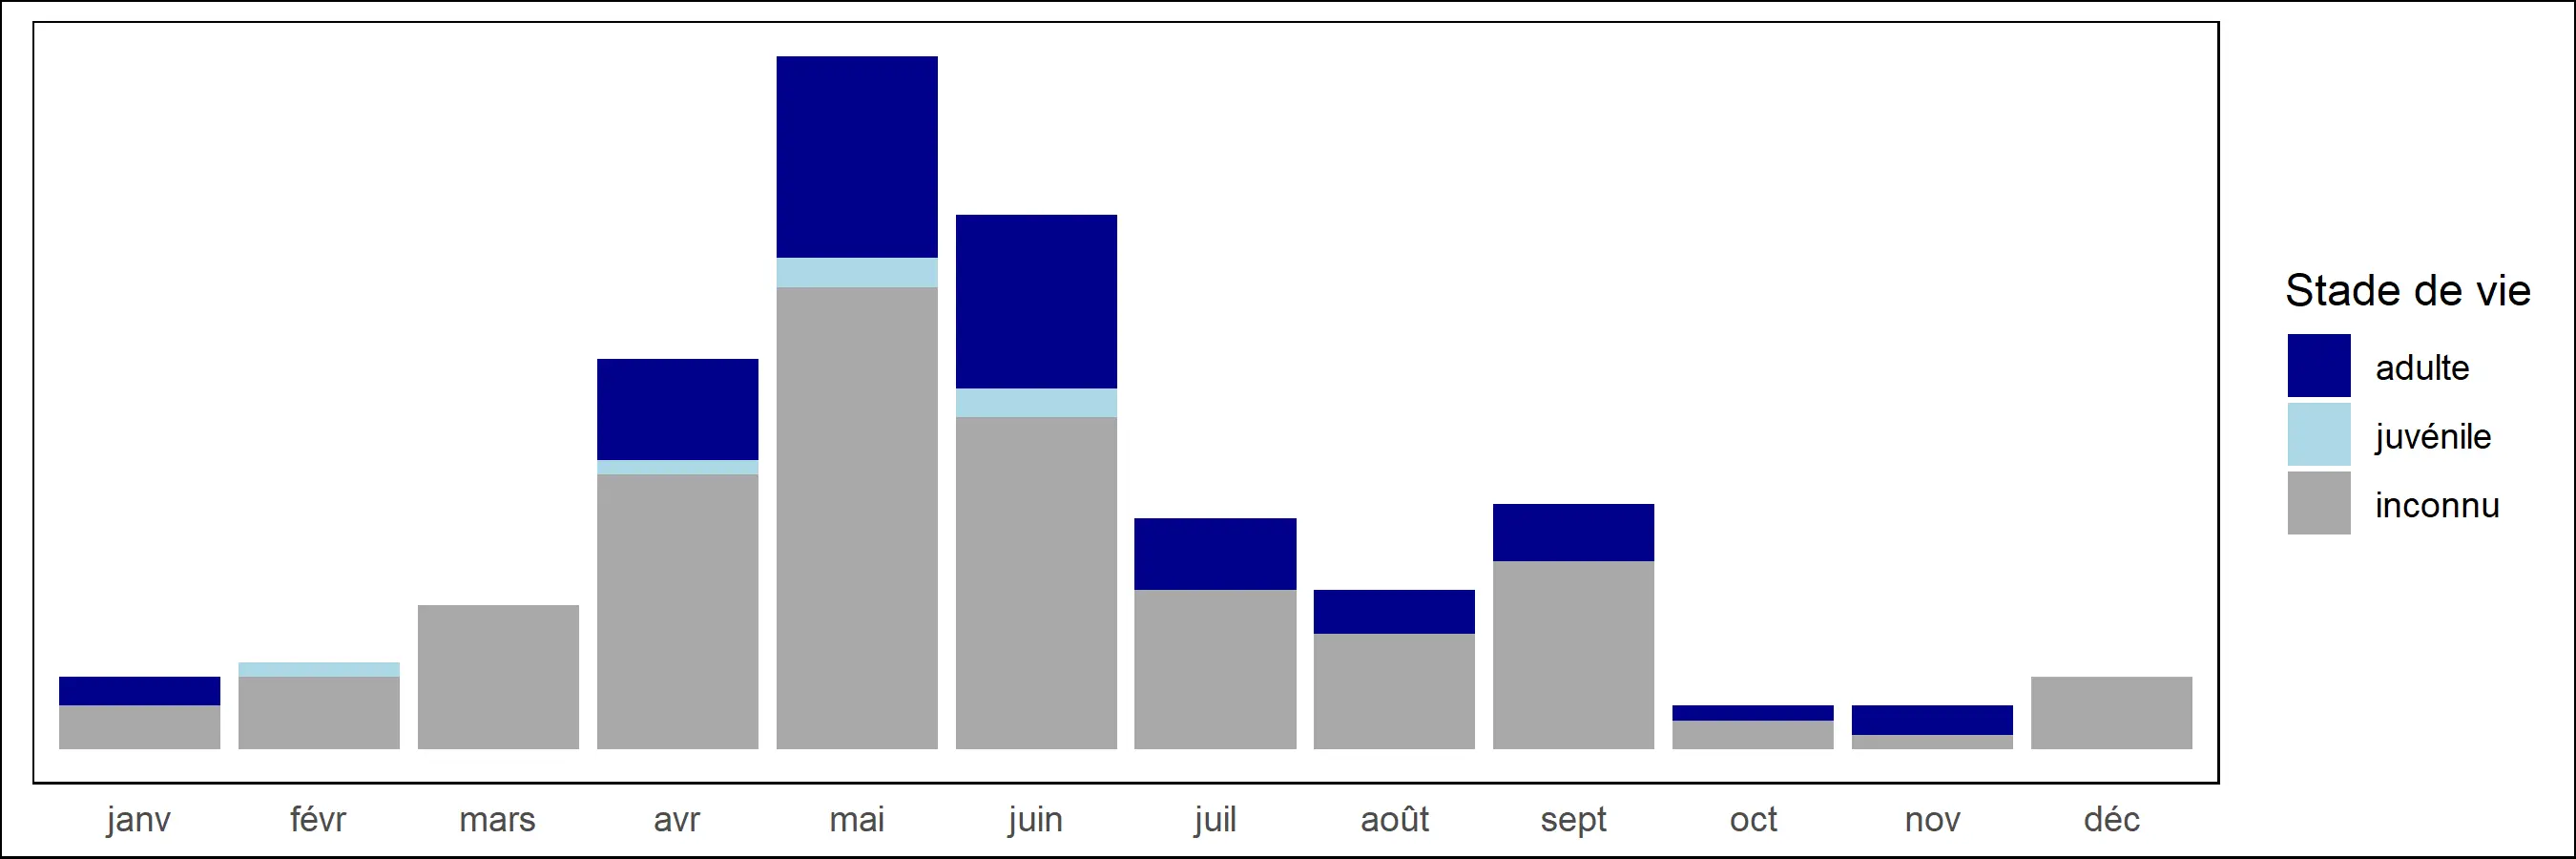 janv févr mars avr mai juin juil août sept oct nov déc
Stade de vie
adulte
juvénile
inconnu